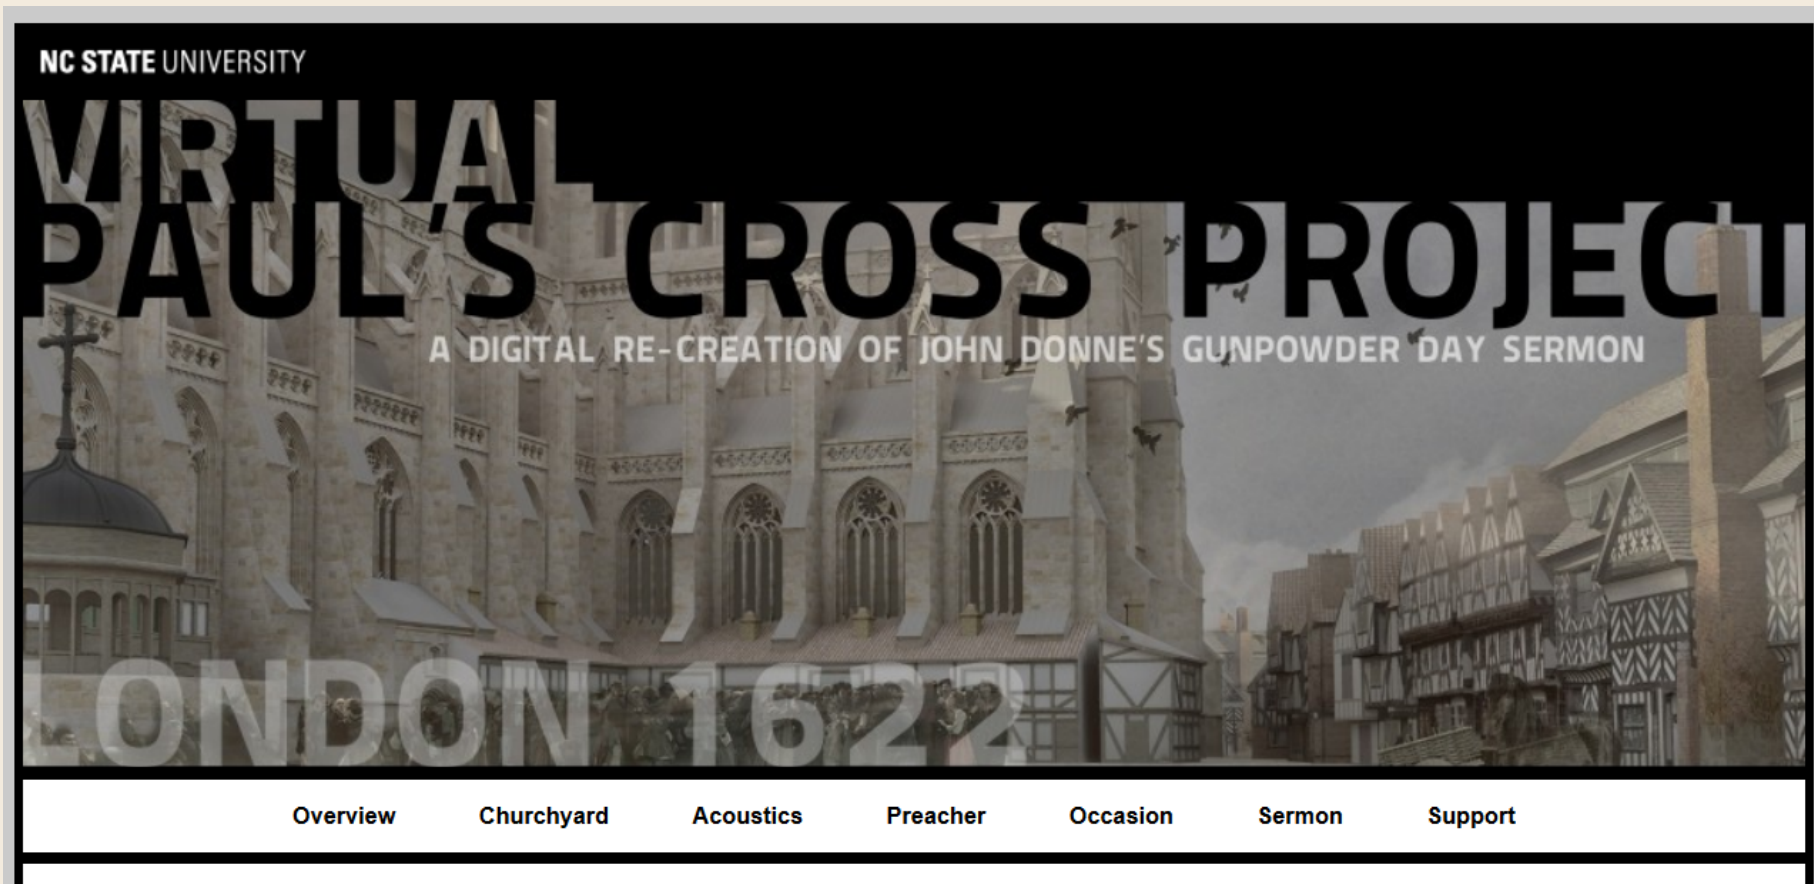 NC STATE UNIVERSITY
VIRTUAL
PAUL'S CROSS PROJECT
A DIGITAL RE-CREATION OF JOHN DONNE'S GUNPOWDER DAY SERMON
LONDON 1622
Overview Churchyard Acoustics Preacher Occasion Sermon Support